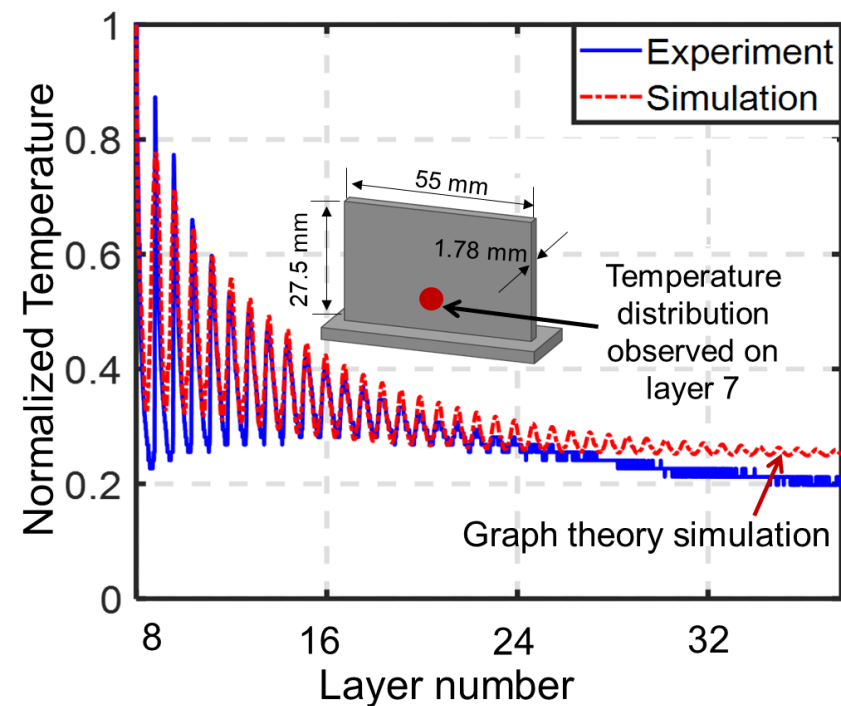 1
0.8
0.6
0.4
0.2
0
Normalized Temperature
Experiment
Simulation
55 mm
27.5 mm
1.78 mm
Temperature
distribution
observed on
layer 7
Graph theory simulation
8
16
24
32
Layer number